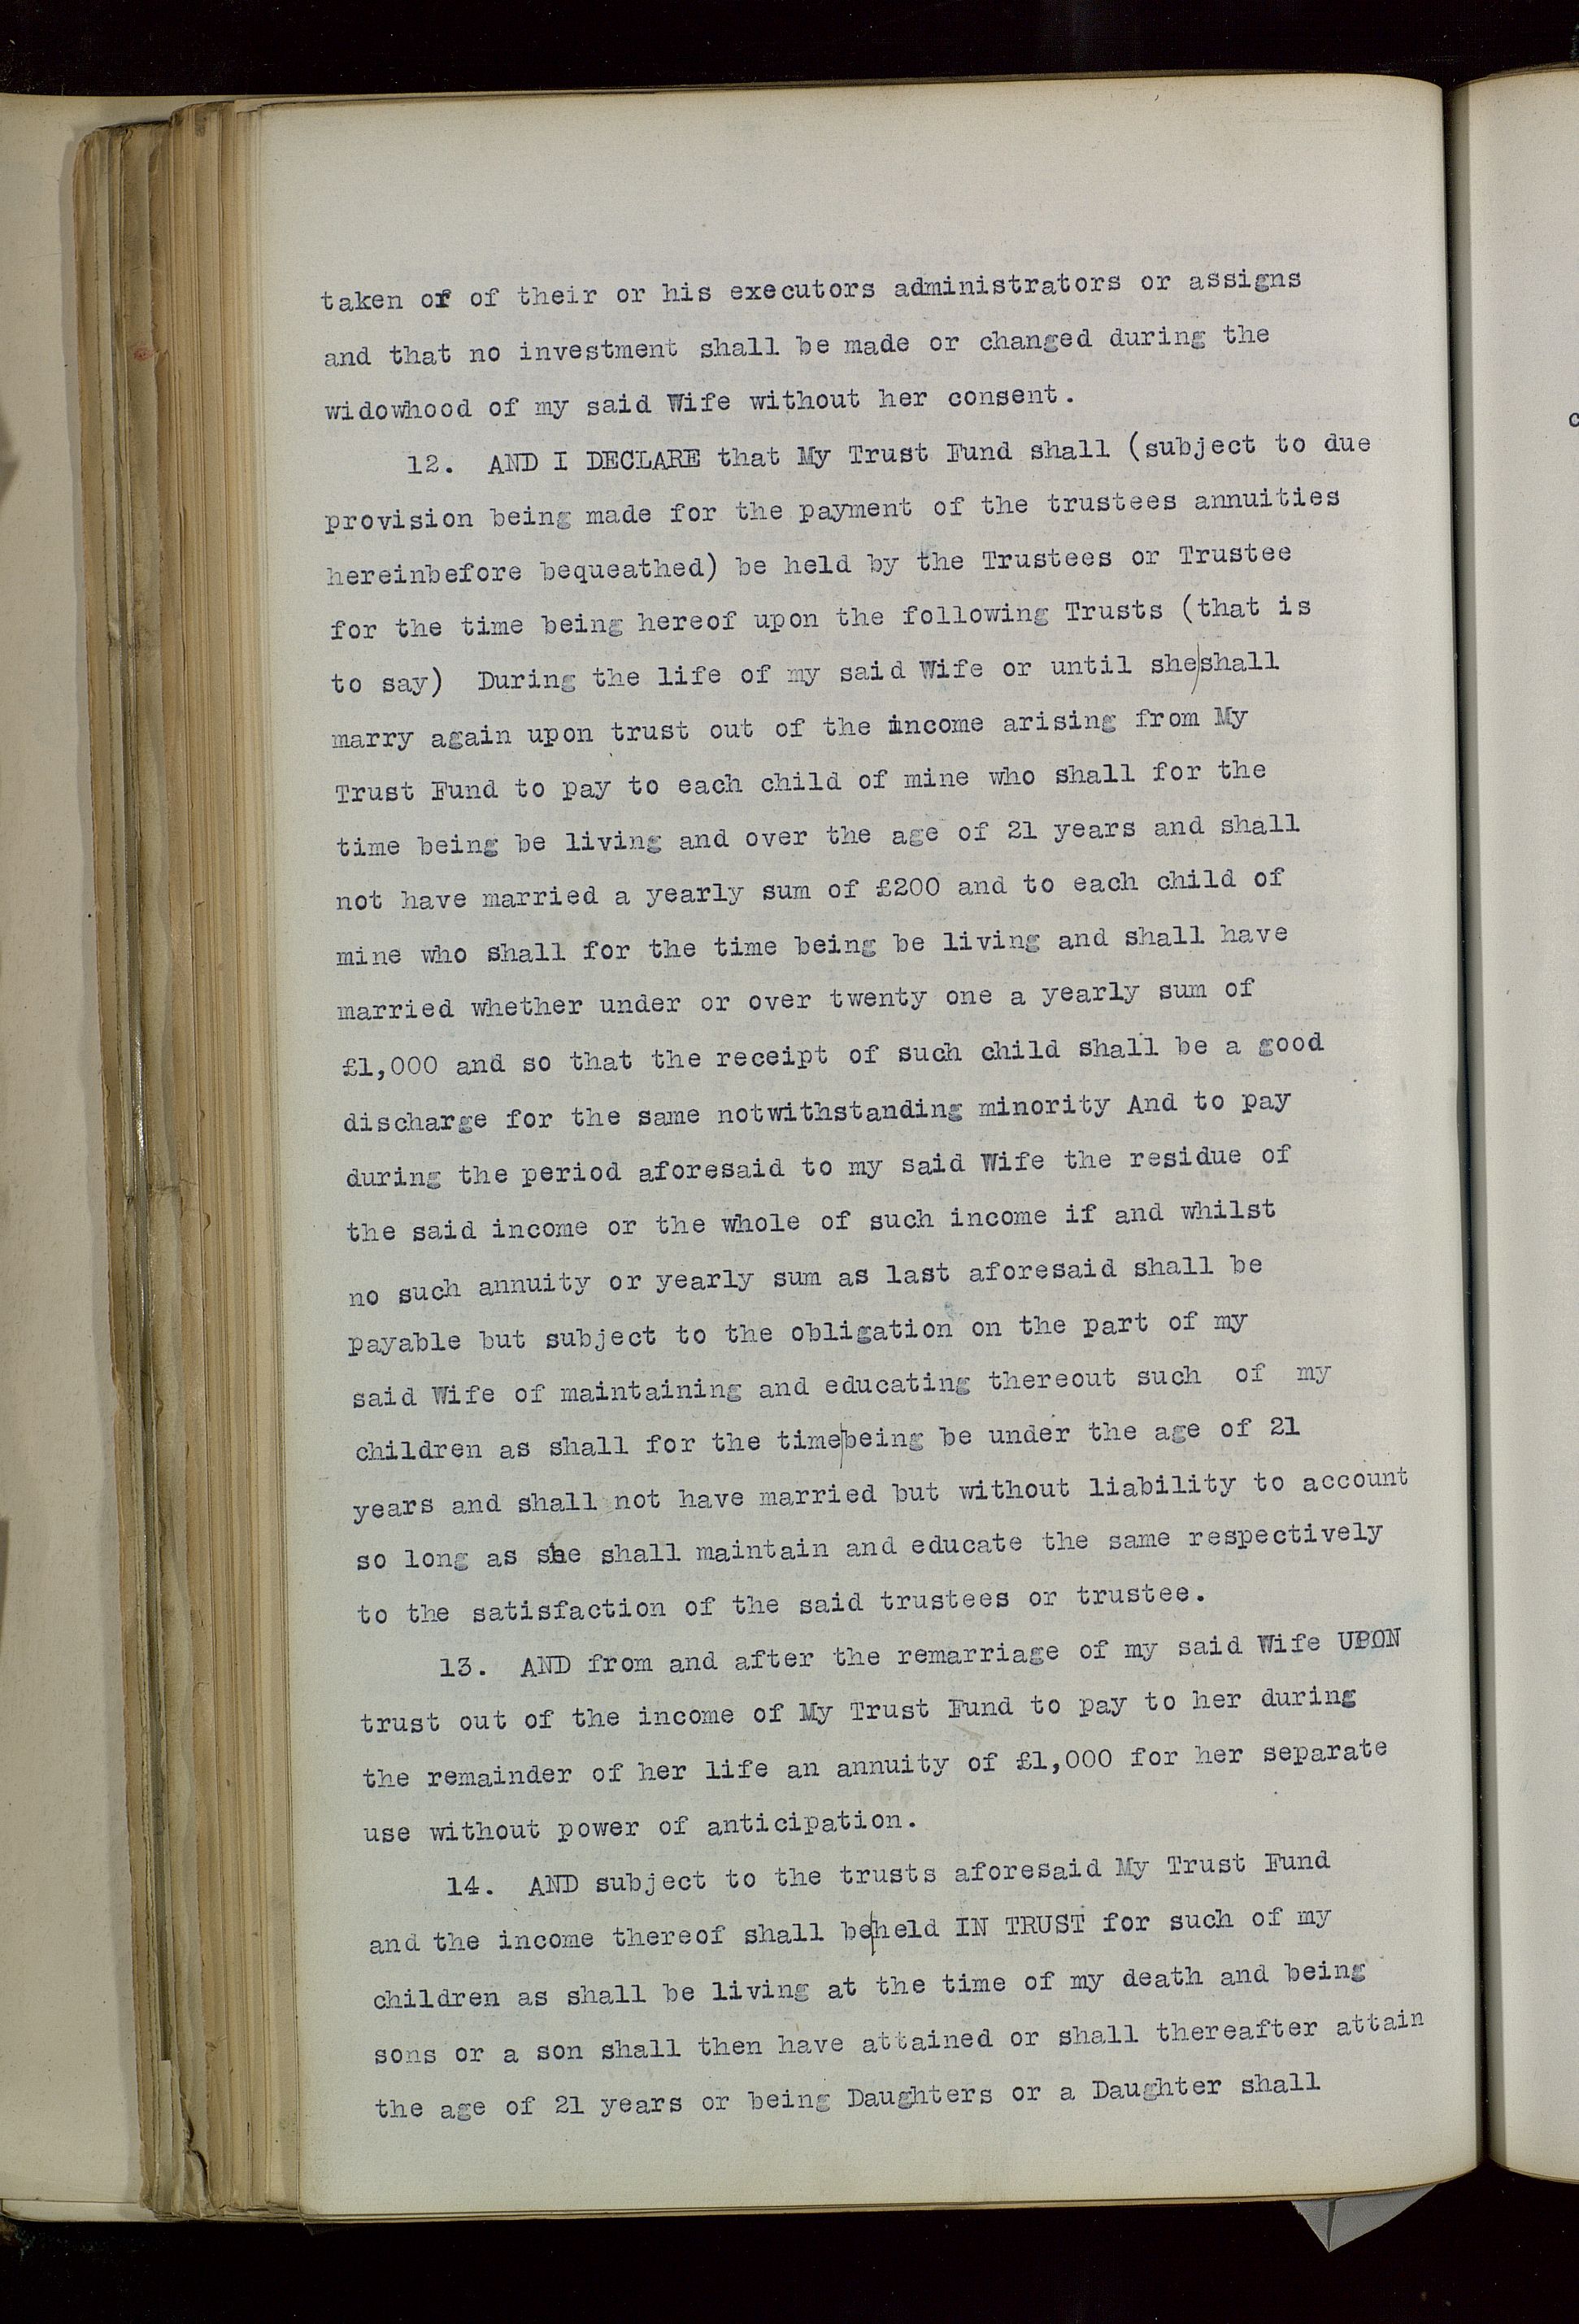 taken or of their or his executors administrators or assigns
and that no investment shall be made or changed during the
widowhood of my said Wife without her consent.
12. AND I DECLARE that My Trust Fund shall (subject to due
provision being made for the payment of the trustees annuities
hereinbefore bequeathed) be held by the Trustees or Trustee
for the time being hereof upon the following Trusts (that is
to say) During the life of my said Wife or until she|shall
marry again upon trust out of the income arising from My
Trust Fund to pay to each child of mine who shall for the
time being be living and over the age of 21 years and shall
not have married a yearly sum of £200 and to each child of
mine who shall for the time being be living and shall have
married whether under or over twenty one a yearly sum of
£1,000 and so that the receipt of such child shall be a good
discharge for the same notwithstanding minority And to pay
during the period aforesaid to my said Wife the residue of
the said income or the whole of such income if and whilst
no such annuity or yearly sum as last aforesaid shall be
payable but subject to the obligation on the part of my
said Wife of maintaining and educating thereout such of my
children as shall for the time|being be under the age of 21
years and shall not have married but without liability to account
so long as she shall maintain and educate the same respectively
to the satisfaction of the said trustees or trustee.
13. AND from and after the remarriage of my said Wife UPON
trust out of the income of My Trust Fund to pay to her during
the remainder of her life an annuity of £1,000 for her separate
use without power of anticipation.
14. AND subject to the trusts aforesaid My Trust Fund
and the income thereof shall be|held IN TRUST for such of my
children as shall be living at the time of my death and being
sons or a son shall then have attained or shall thereafter attain
the age of 21 years or being Daughters or a Daughter shall